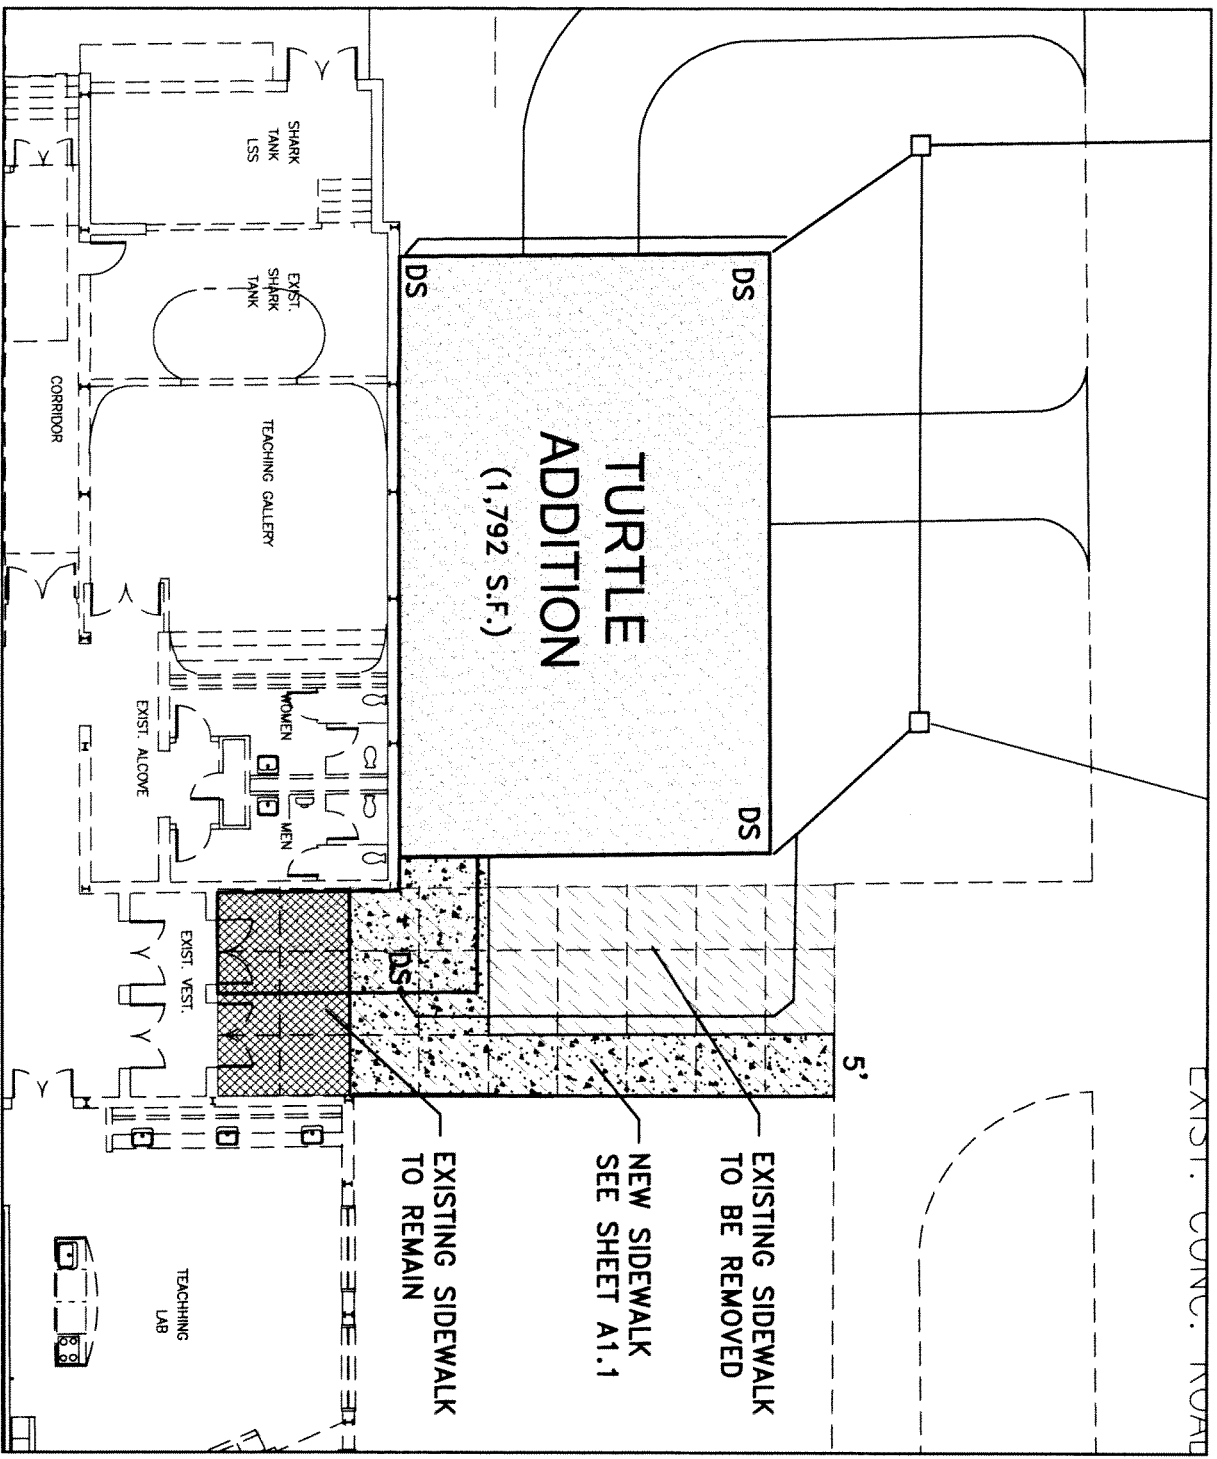 EXIST. CONC. ROAD
5'
EXISTING SIDEWALK
TO BE REMOVED
NEW SIDEWALK
SEE SHEET A1.1
EXISTING SIDEWALK
TO REMAIN
DS
DS
DS
DS
TURTLE
ADDITION
(1,792 S.F.)
SHARK
TANK
LSS
EXIST.
SHARK
TANK
TEACHING GALLERY
WOMEN
MEN
CORRIDOR
EXIST. ALCOVE
EXIST. VEST.
TEACHHING
LAB